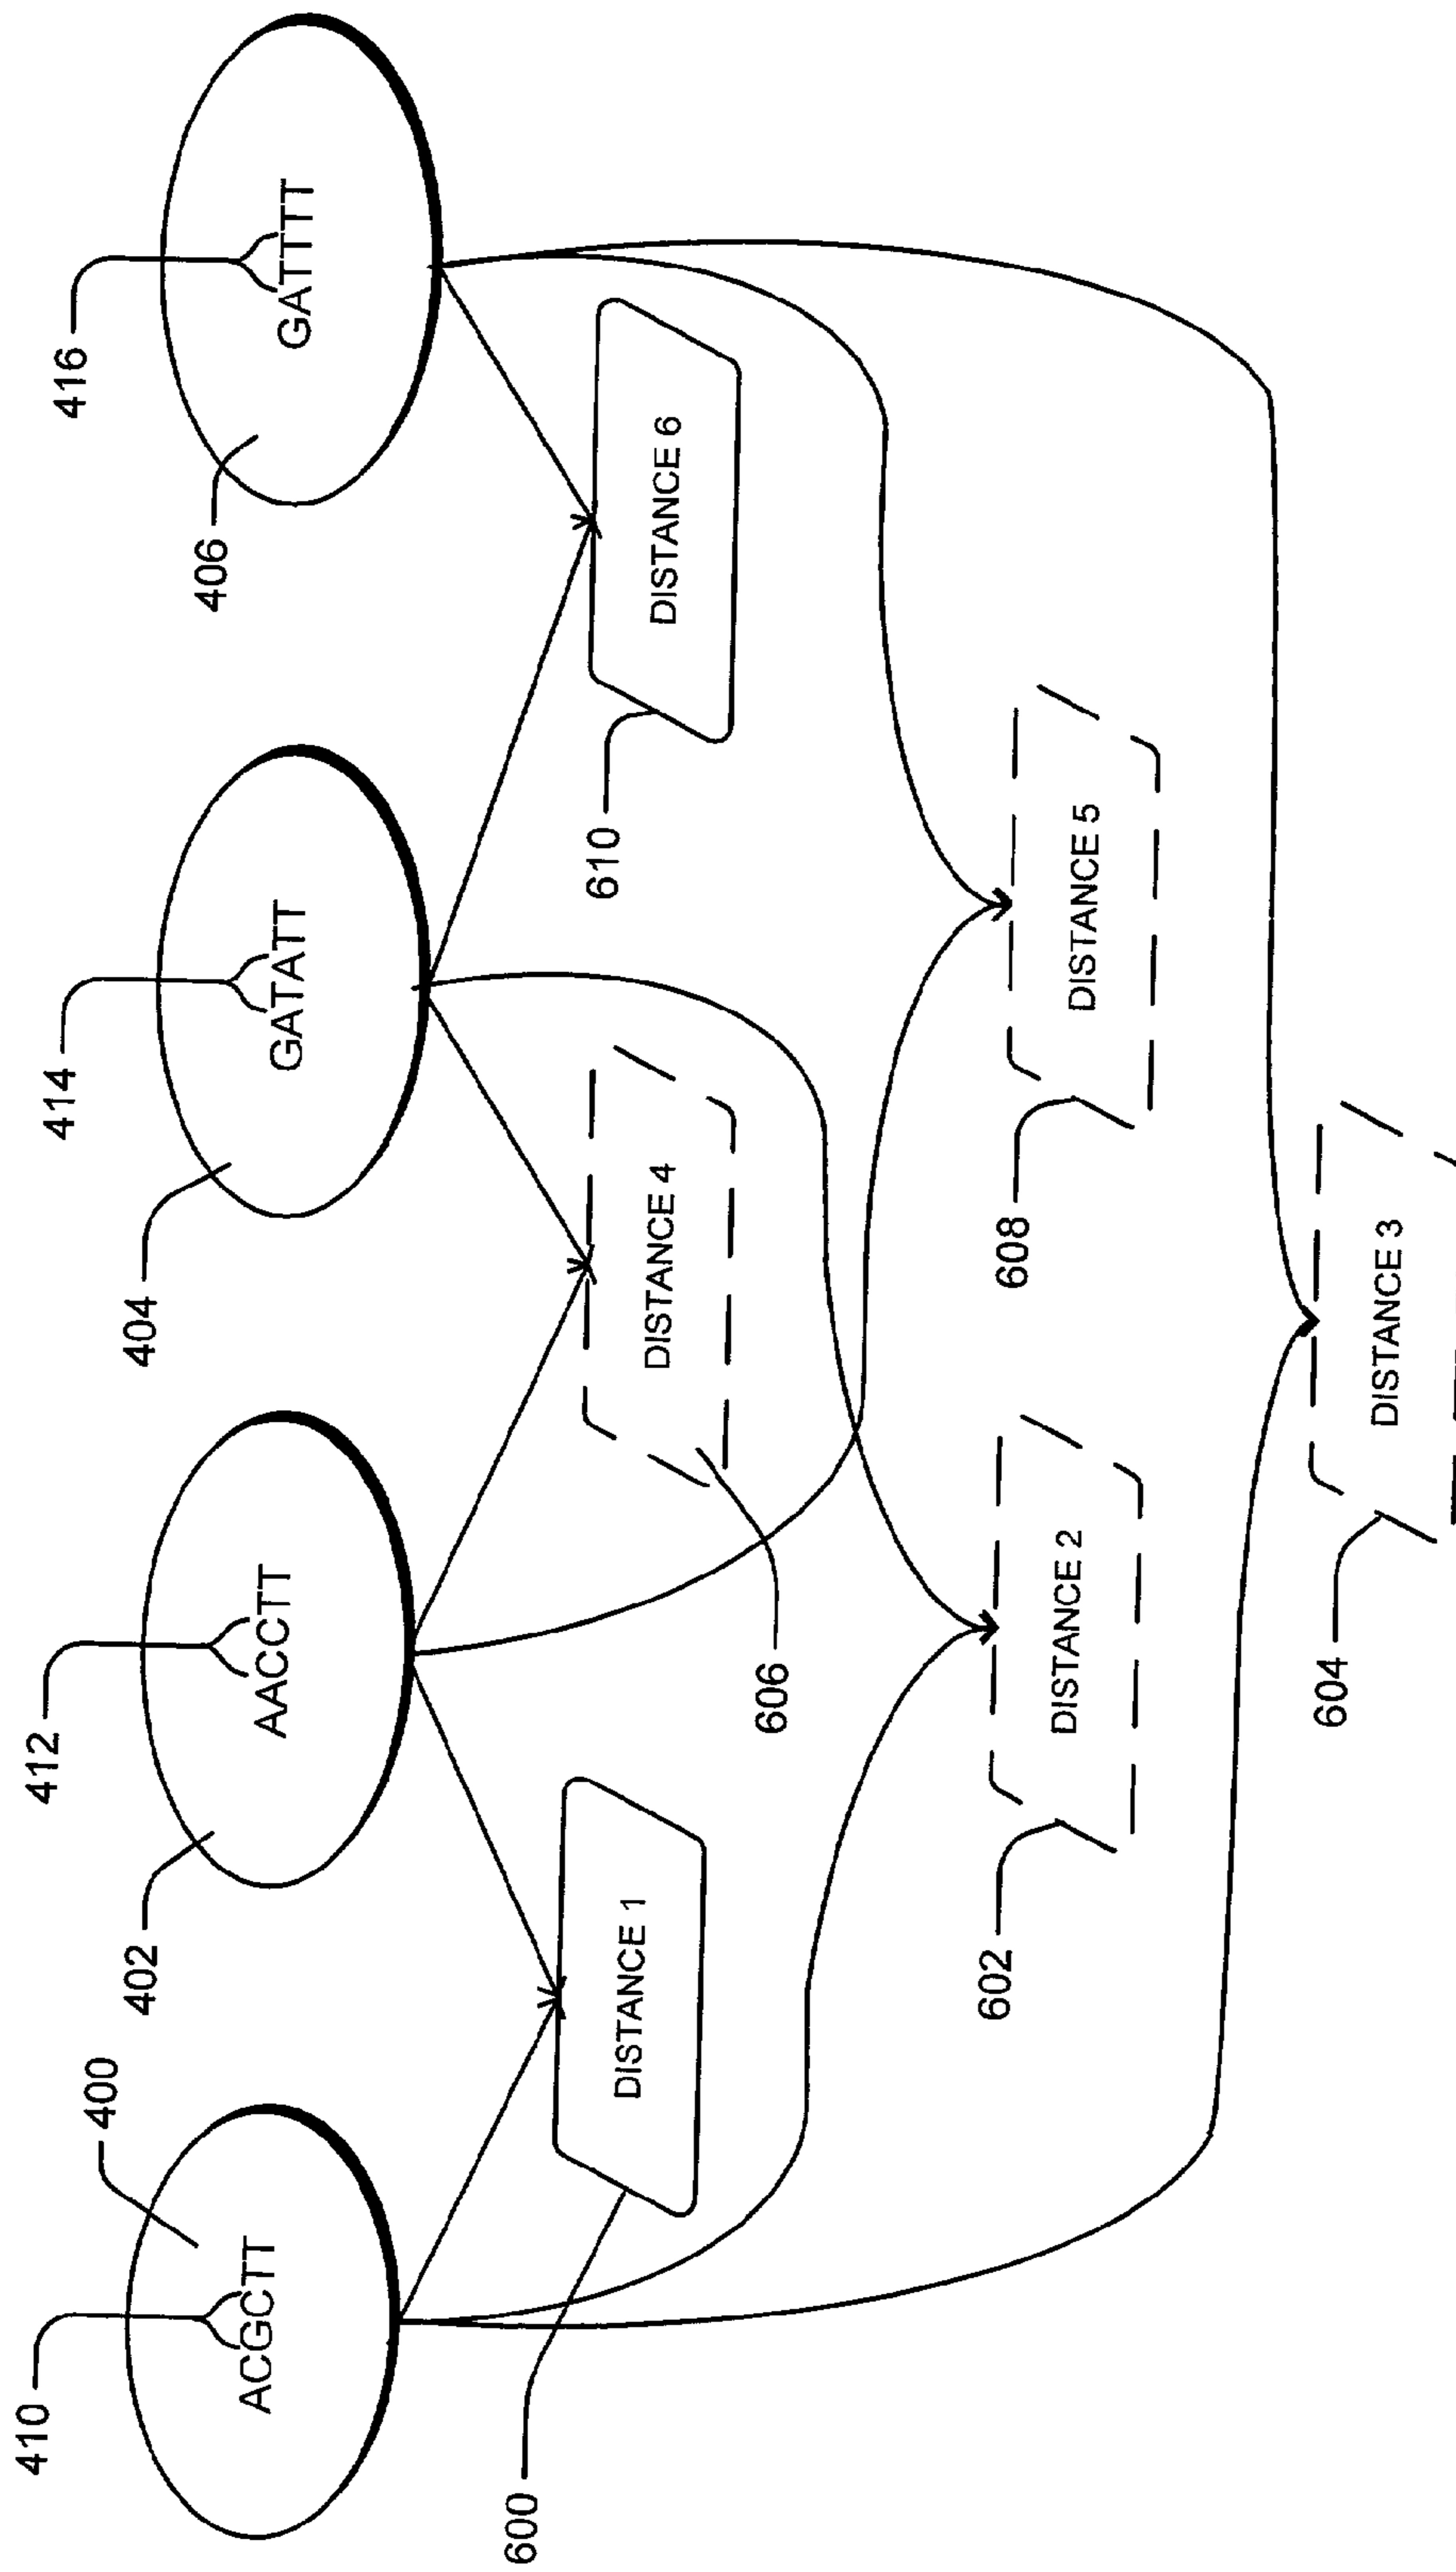 410
400
412
402
414
404
416
406
ACGCTT
AACCTT
GATATT
GATTTT
600
DISTANCE 1
606
DISTANCE 4
610
DISTANCE 6
602
DISTANCE 2
608
DISTANCE 5
604
DISTANCE 3